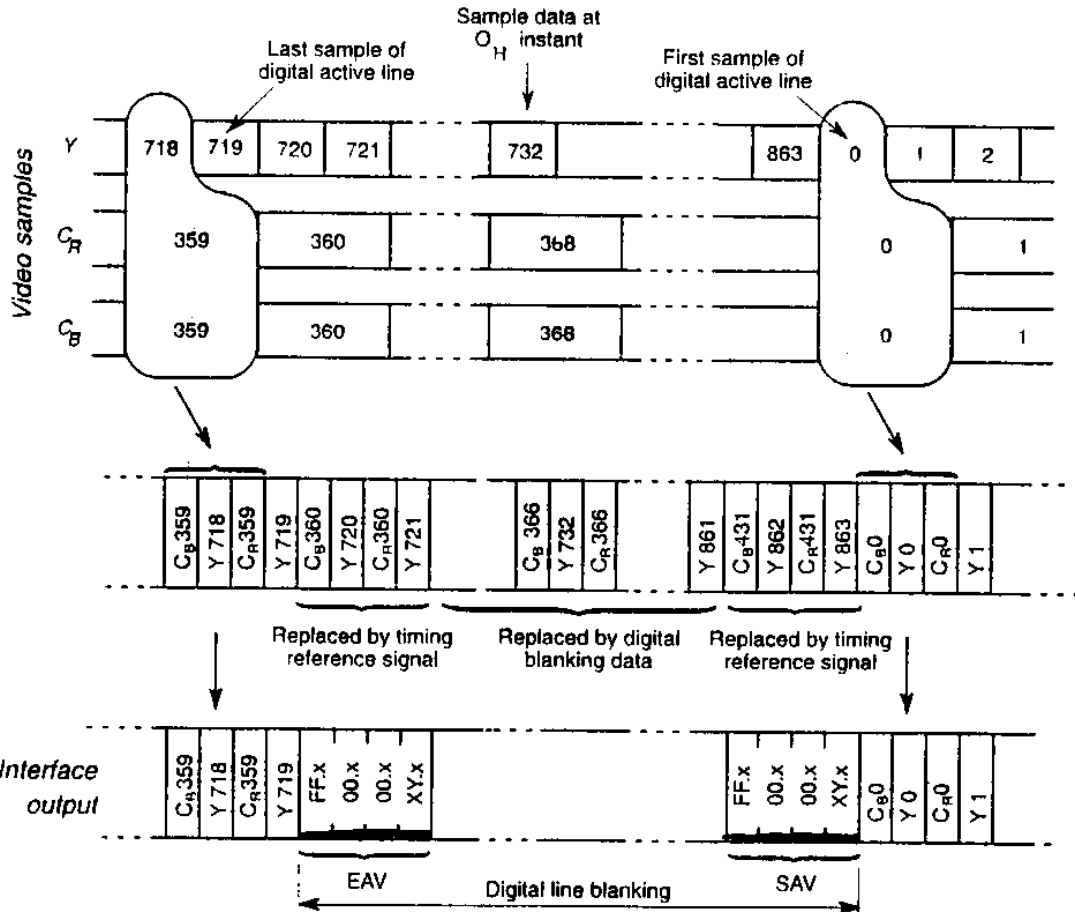 Sample data at
O_H instant
Last sample of
digital active line
First sample of
digital active line
Video samples
Y 718 719 720 721 732 863 0 1 2
C_R 359 360 368 0 1
C_B 359 360 368 0 1
C_B359 Y 718 C_R359 Y 719 C_B360 Y 720 C_R360 Y 721 C_B 366 Y 732 C_R366 Y 861 C_B431 Y 862 C_R431 Y 863 C_B0 Y 0 C_R0 Y 1
Replaced by timing
reference signal
Replaced by digital
blanking data
Replaced by timing
reference signal
Interface
output
C_R359 Y 718 C_R359 Y 719 FF.x 00.x 00.x XY.x FF.x 00.x 00.x XY.x C_B0 Y 0 C_R0 Y 1
EAV Digital line blanking SAV